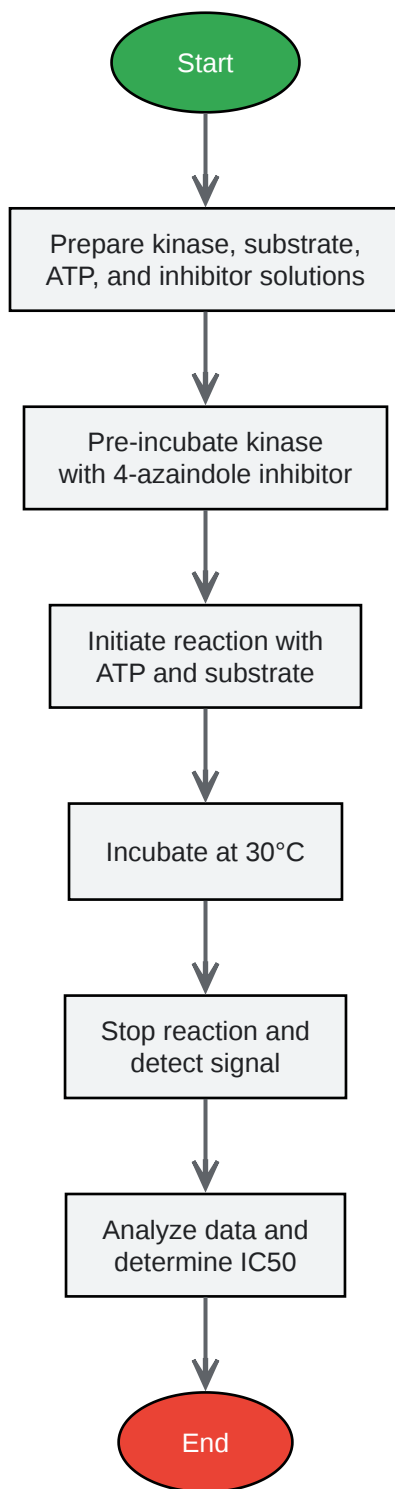 Start
Prepare kinase, substrate,
ATP, and inhibitor solutions
Pre-incubate kinase
with 4-azaindole inhibitor
Initiate reaction with
ATP and substrate
Incubate at 30°C
Stop reaction and
detect signal
Analyze data and
determine IC50
End